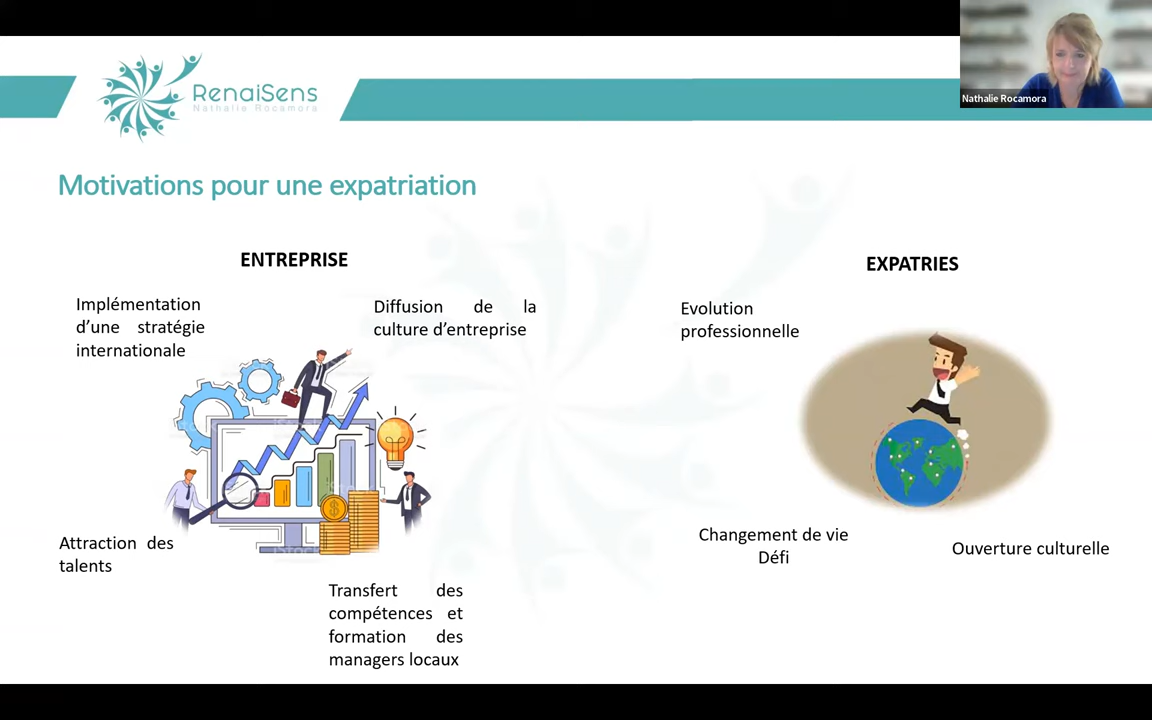 RenaiSens
Nathalie Rocamora
Nathalie Rocamora
Motivations pour une expatriation
ENTREPRISE
Implémentation
d'une stratégie
internationale
Diffusion de la
culture d'entreprise
Attraction des
talents
Transfert des
compétences et
formation des
managers locaux
EXPATRIES
Evolution
professionnelle
Changement de vie
Défi
Ouverture culturelle